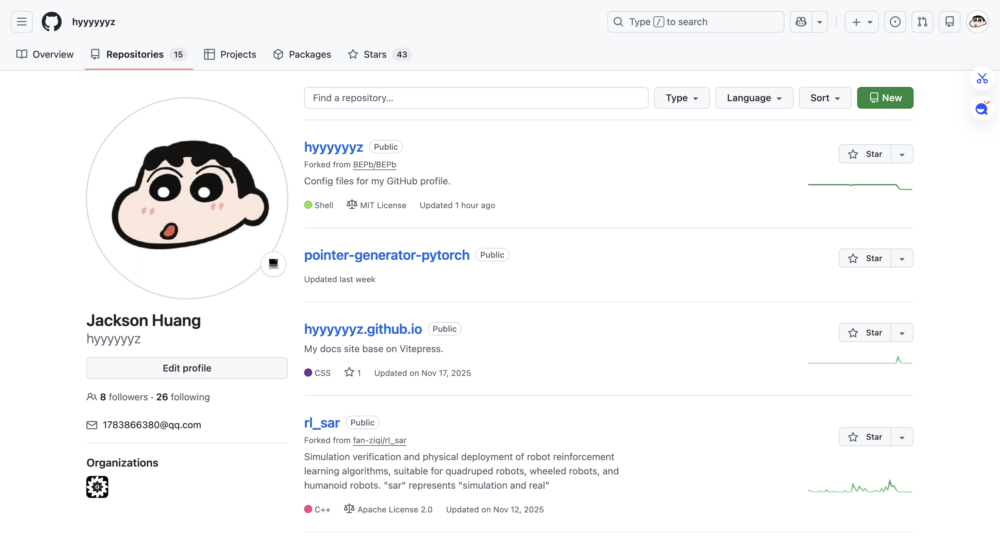 hyyyyyyz
Type / to search
Overview
Repositories 15
Projects
Packages
Stars 43
Find a repository...
Type
Language
Sort
New
Jackson Huang
hyyyyyyz
Edit profile
8 followers · 26 following
1783866380@qq.com
Organizations
hyyyyyyz Public
Star
Forked from BEPb/BEPb
Config files for my GitHub profile.
Shell MIT License Updated 1 hour ago
pointer-generator-pytorch Public
Star
Updated last week
hyyyyyyz.github.io Public
Star
My docs site base on Vitepress.
CSS 1 Updated on Nov 17, 2025
rl_sar Public
Star
Forked from fan-ziqi/rl_sar
Simulation verification and physical deployment of robot reinforcement
learning algorithms, suitable for quadruped robots, wheeled robots, and
humanoid robots. "sar" represents "simulation and real"
C++ Apache License 2.0 Updated on Nov 12, 2025